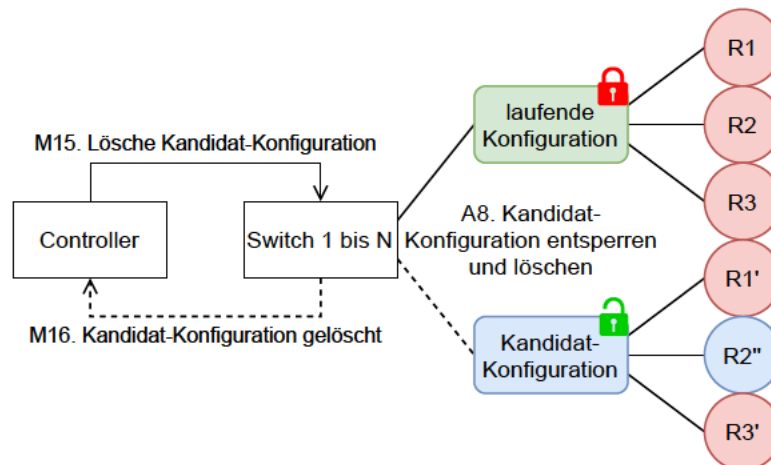 M15. Lösche Kandidat-Konfiguration
Controller
Switch 1 bis N
M16. Kandidat-Konfiguration gelöscht
laufende
Konfiguration
A8. Kandidat-
Konfiguration entsperren
und löschen
Kandidat-
Konfiguration
R1
R2
R3
R1'
R2''
R3'